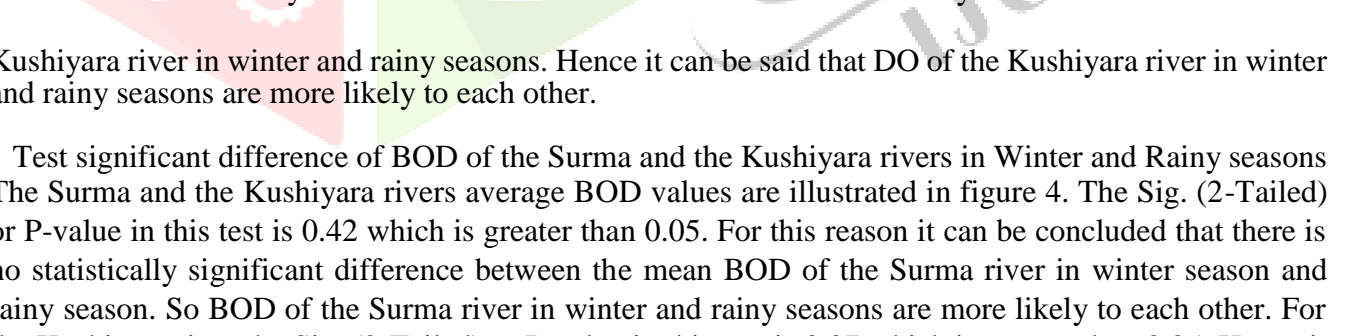 Kushiyara river in winter and rainy seasons. Hence it can be said that DO of the Kushiyara river in winter
and rainy seasons are more likely to each other.
Test significant difference of BOD of the Surma and the Kushiyara rivers in Winter and Rainy seasons
The Surma and the Kushiyara rivers average BOD values are illustrated in figure 4. The Sig. (2-Tailed)
or P-value in this test is 0.42 which is greater than 0.05. For this reason it can be concluded that there is
no statistically significant difference between the mean BOD of the Surma river in winter season and
rainy season. So BOD of the Surma river in winter and rainy seasons are more likely to each other. For